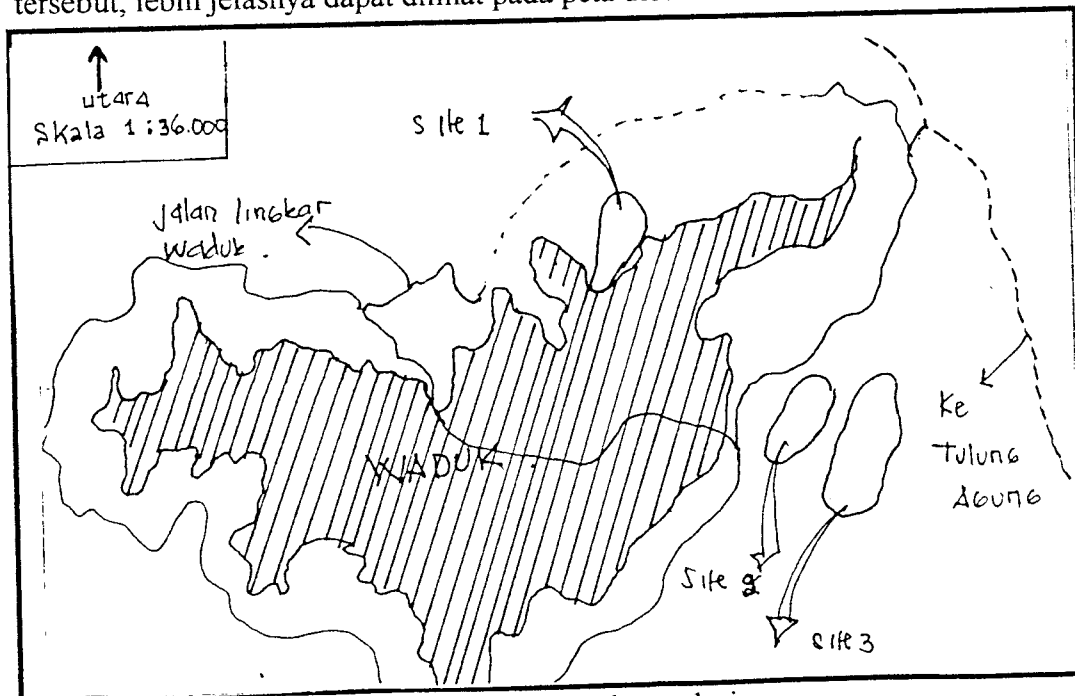 tersebut, lebih jelasnya dapat dilihat pada peta
utara
Skala 1:36.000
Site 1
jalan lingkar
waduk.
WADUK
Ke
TULUNG
AGUNG
Site 2
Site 3